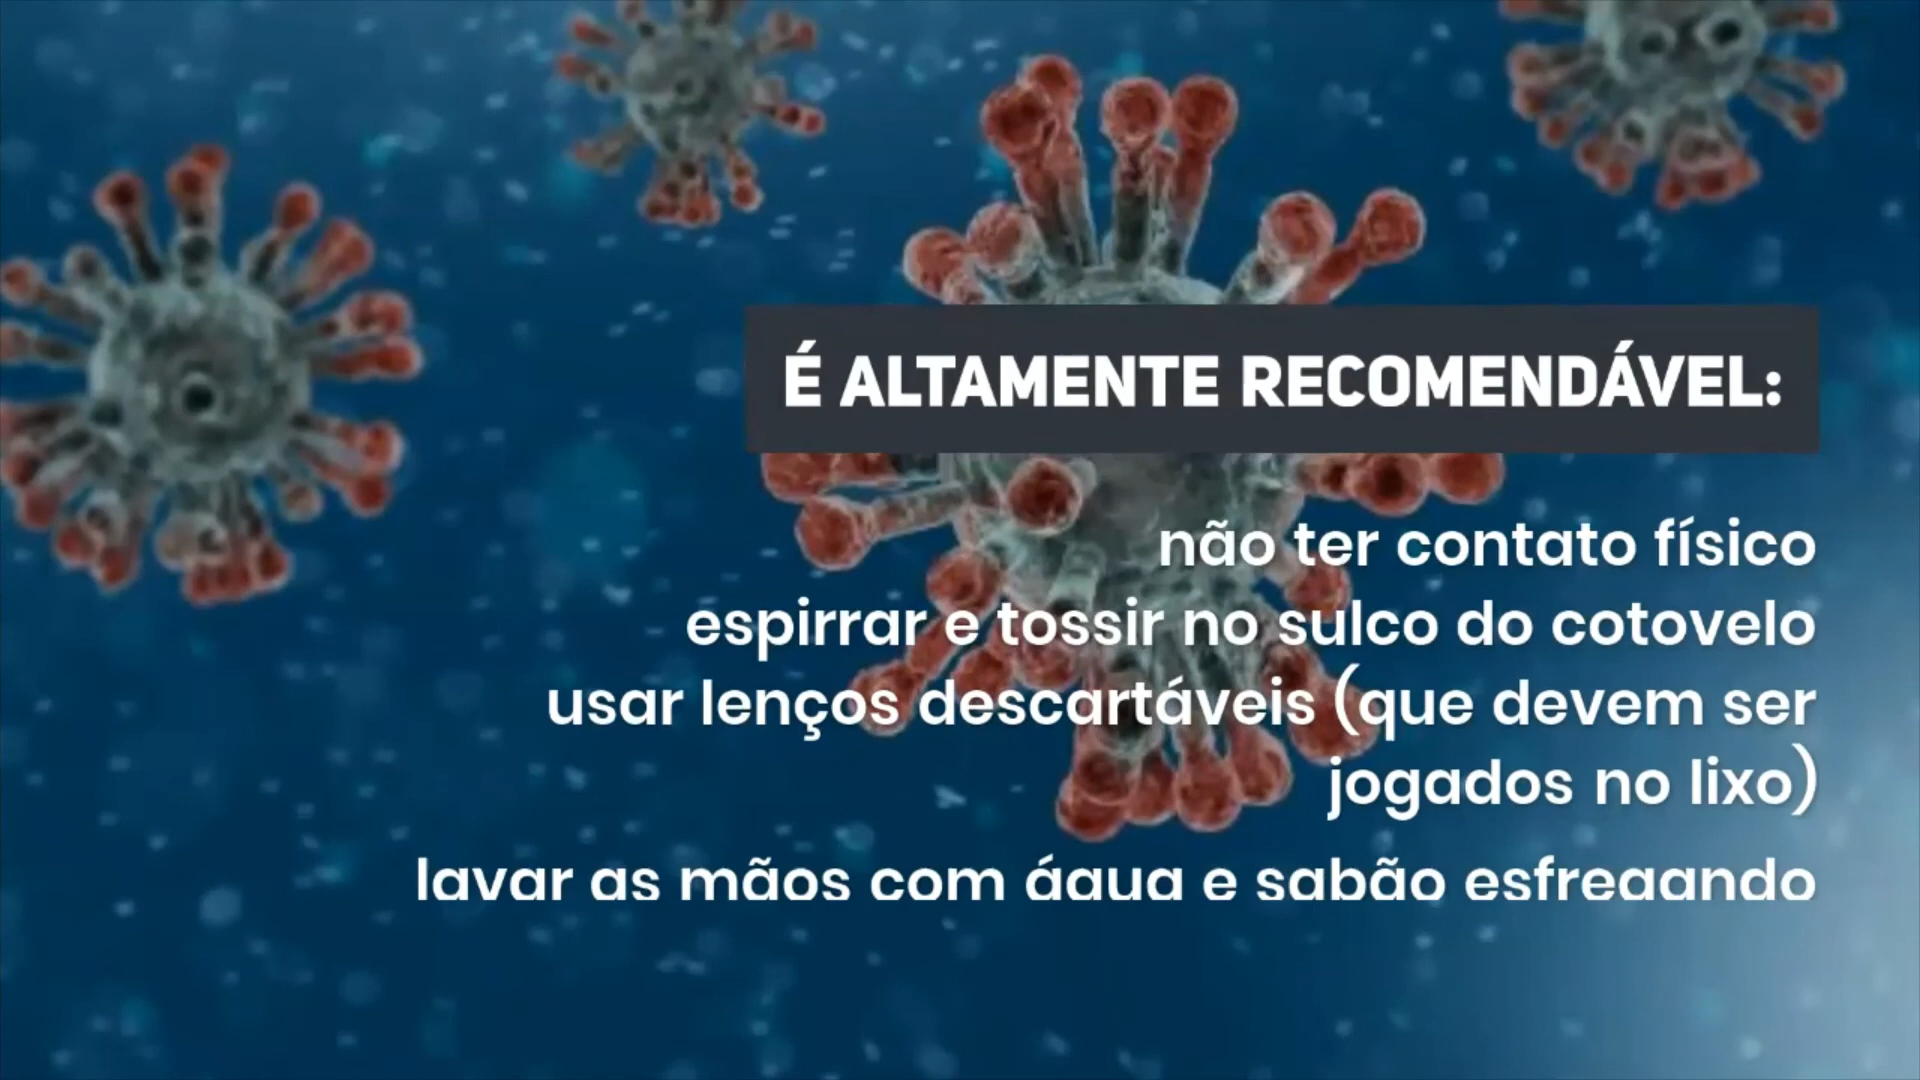 É ALTAMENTE RECOMENDÁVEL:
não ter contato físico
espirrar e tossir no sulco do cotovelo
usar lenços descartáveis (que devem ser
jogados no lixo)
lavar as mãos com água e sabão esfregando